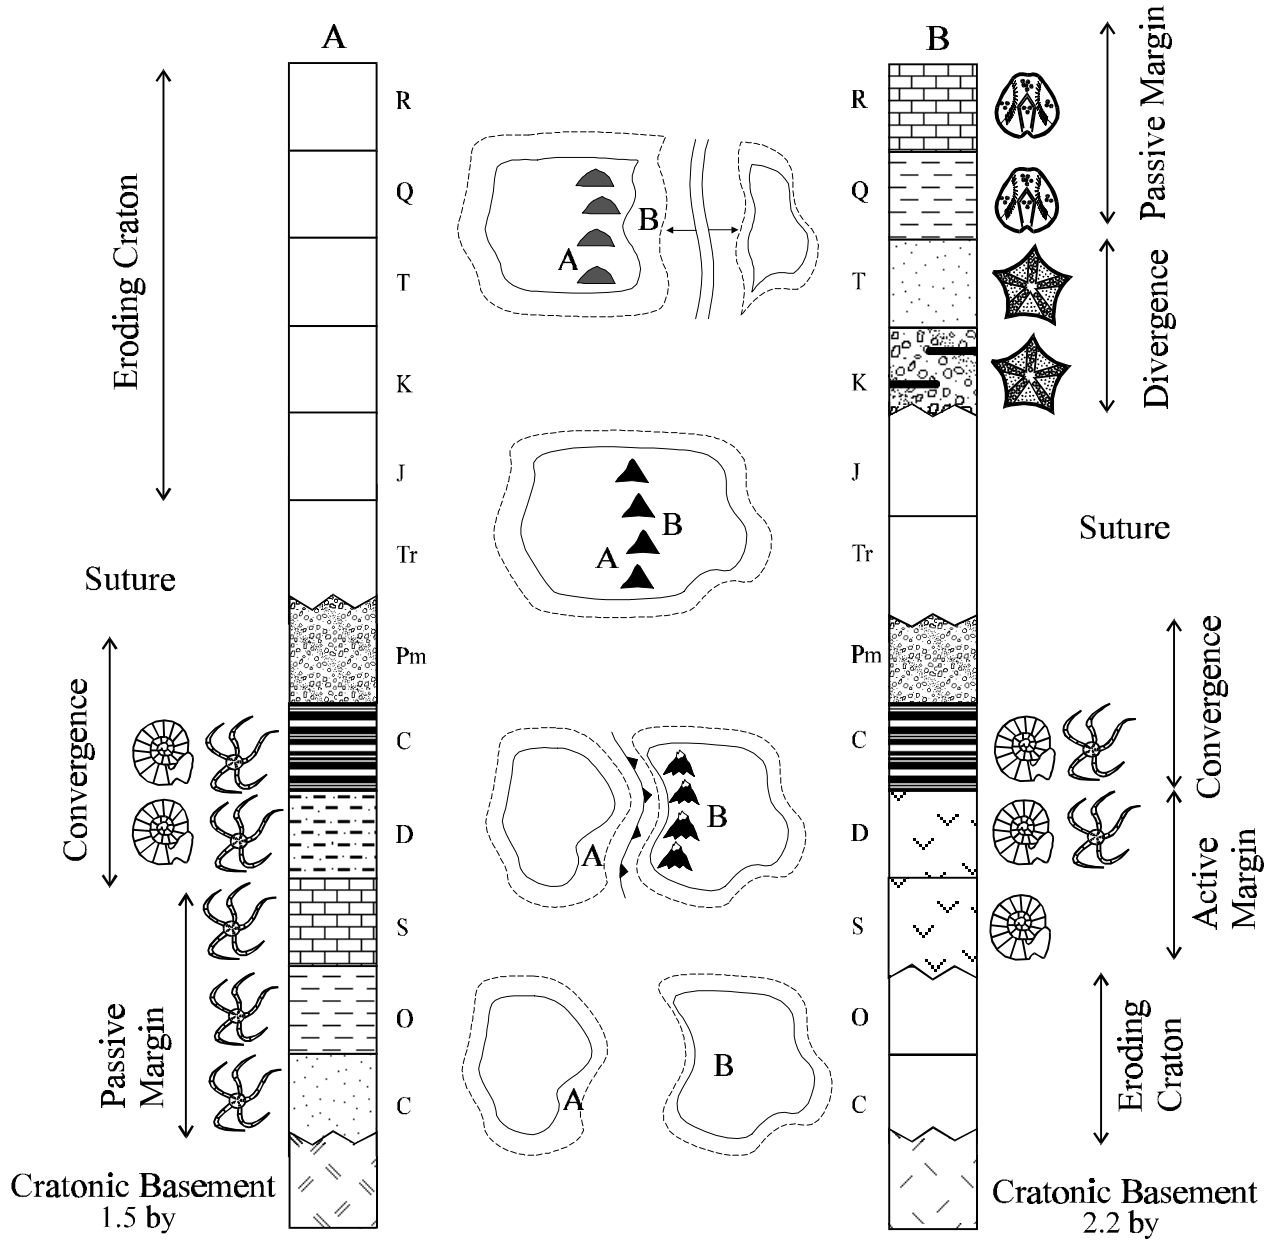 A
B
R
Q
T
K
J
Tr
Pm
C
D
S
O
C
Eroding Craton
Suture
Convergence
Passive
Margin
Cratonic Basement
1.5 by
B
A
B
A
B
A
B
A
R
Q
T
K
J
Tr
Pm
C
D
S
O
C
Passive Margin
Divergence
Suture
Convergence
Active
Margin
Eroding
Craton
Cratonic Basement
2.2 by